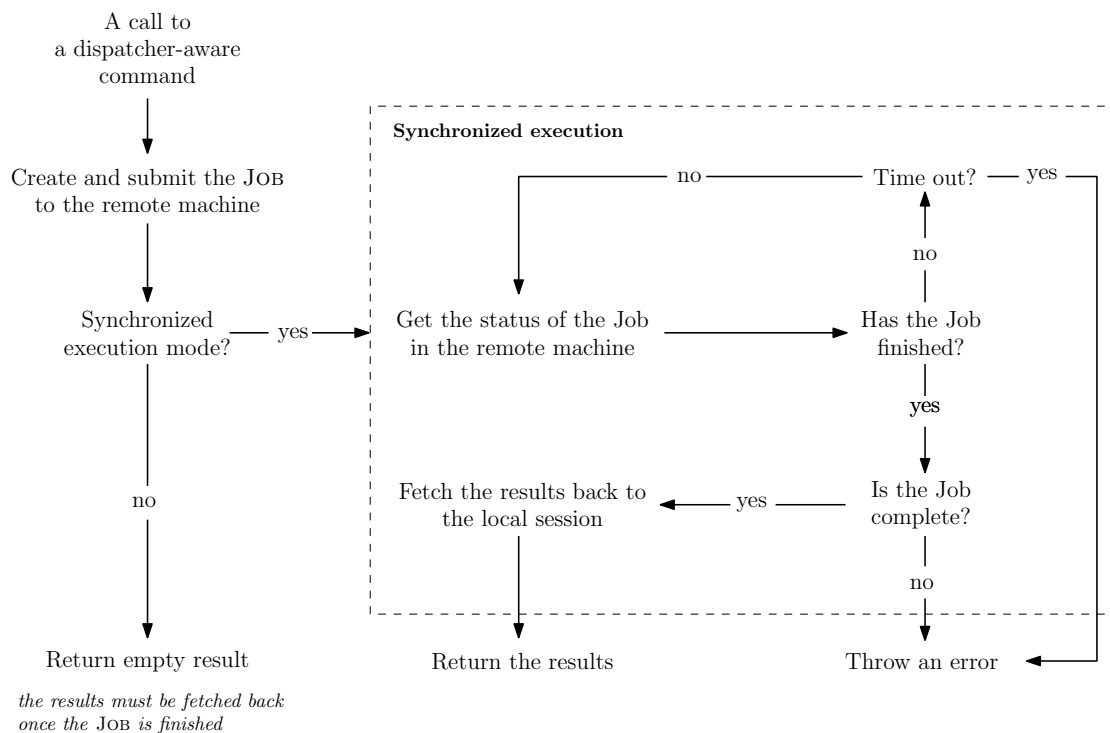 A call to
a dispatcher-aware
command
Create and submit the JOB
to the remote machine
Synchronized
execution mode?
yes
no
Return empty result
the results must be fetched back
once the JOB is finished
Synchronized execution
no
Time out?
yes
no
Get the status of the Job
in the remote machine
Has the Job
finished?
yes
Fetch the results back to
the local session
yes
Is the Job
complete?
no
Return the results
Throw an error